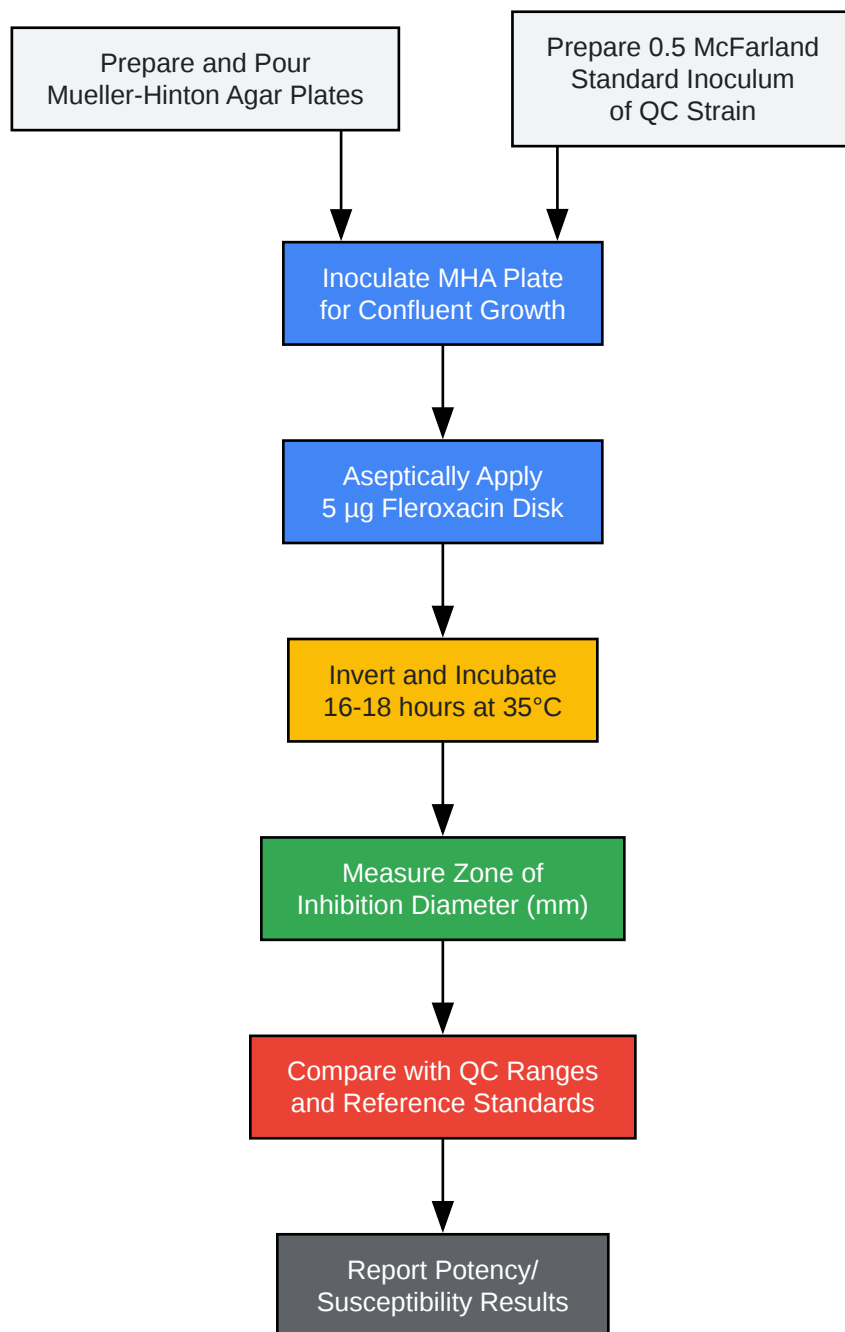 Prepare and Pour
Mueller-Hinton Agar Plates
Prepare 0.5 McFarland
Standard Inoculum
of QC Strain
Inoculate MHA Plate
for Confluent Growth
Aseptically Apply
5 µg Fleroxacin Disk
Invert and Incubate
16-18 hours at 35°C
Measure Zone of
Inhibition Diameter (mm)
Compare with QC Ranges
and Reference Standards
Report Potency/
Susceptibility Results